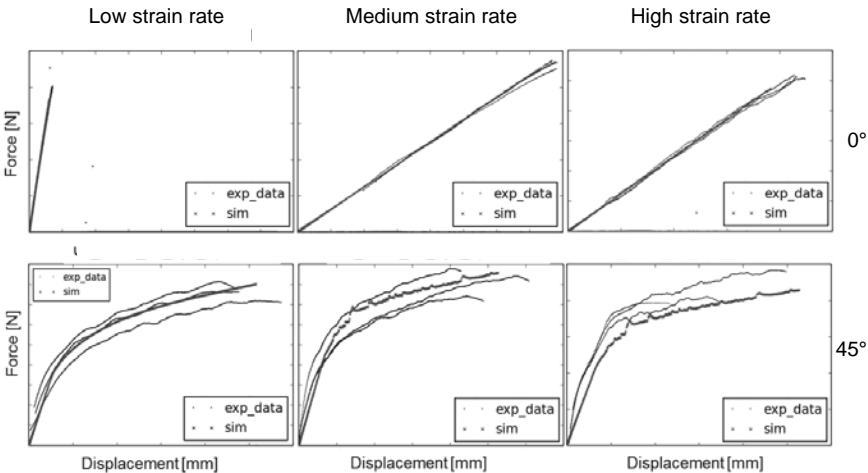 Low strain rate
Medium strain rate
High strain rate
Force [N]
exp_data
sim
exp_data
sim
exp_data
sim
0°
Force [N]
exp_data
sim
exp_data
sim
exp_data
sim
exp_data
sim
45°
Displacement [mm]
Displacement [mm]
Displacement [mm]